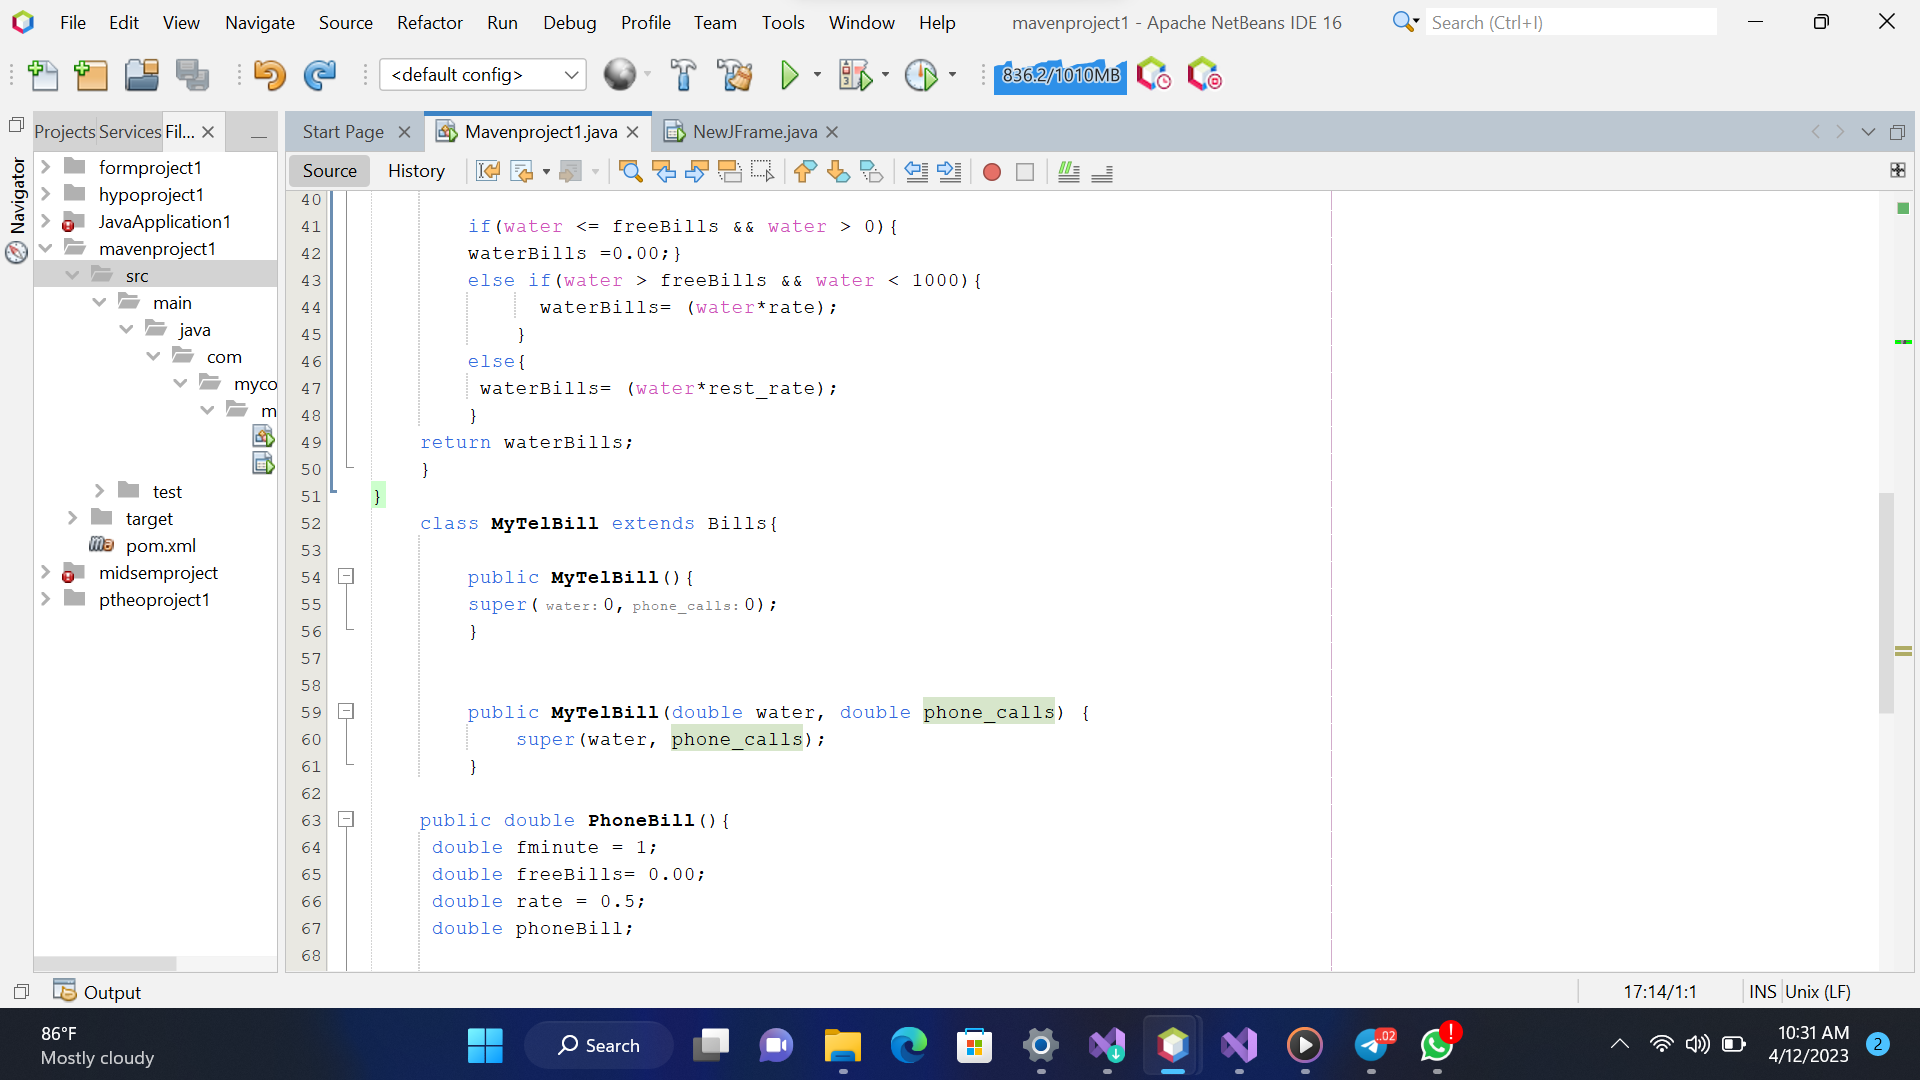 File Edit View Navigate Source Refactor Run Debug Profile Team Tools Window Help mavenproject1 - Apache NetBeans IDE 16 Search (Ctrl+I)
<default config> 836.2/1010MB
Projects Services Fil... Start Page Mavenproject1.java NewJFrame.java
Navigator
Source History
formproject1
hypoproject1
JavaApplication1
mavenproject1
src
main
java
com
myco
m
test
target
pom.xml
midsemproject
ptheoproject1
40
41 if(water <= freeBills && water > 0){
42 waterBills =0.00;}
43 else if(water > freeBills && water < 1000){
44 waterBills= (water*rate);
45 }
46 else{
47 waterBills= (water*rest_rate);
48 }
49 return waterBills;
50 }
51 }
52 class MyTelBill extends Bills{
53
54 public MyTelBill(){
55 super( water: 0, phone_calls: 0);
56 }
57
58
59 public MyTelBill(double water, double phone_calls) {
60 super(water, phone_calls);
61 }
62
63 public double PhoneBill(){
64 double fminute = 1;
65 double freeBills= 0.00;
66 double rate = 0.5;
67 double phoneBill;
68
Output 17:14/1:1 INS Unix (LF)
86°F
Mostly cloudy
Search
.02
!
10:31 AM
4/12/2023
2